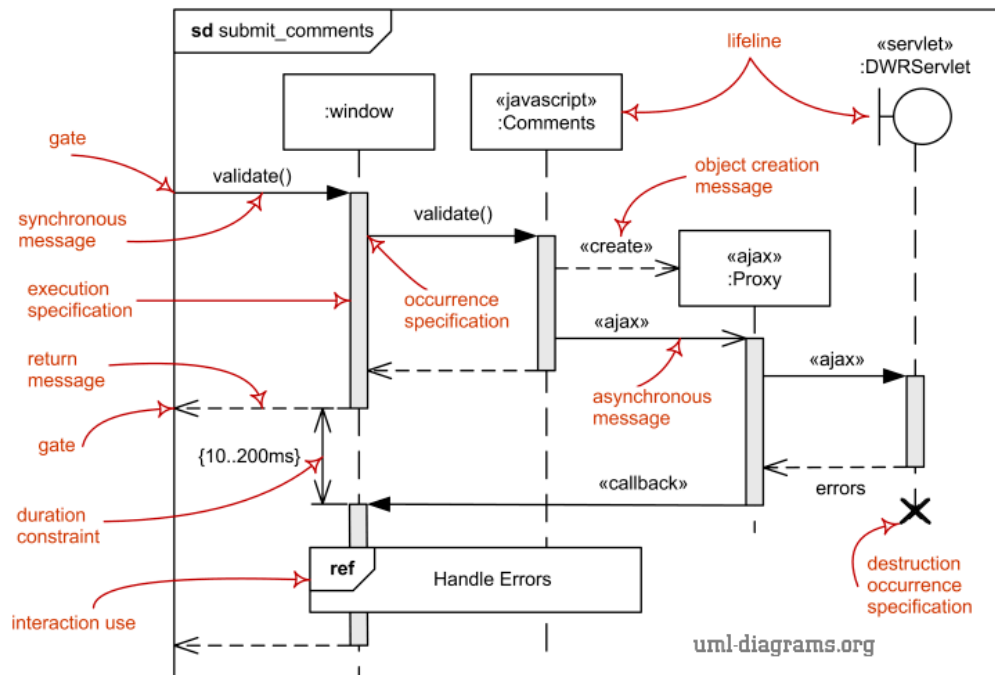 sd submit_comments
lifeline
«servlet»
:DWRServlet
:window
«javascript»
:Comments
gate
validate()
object creation
message
synchronous
message
validate()
«create»
«ajax»
:Proxy
execution
specification
occurrence
specification
«ajax»
«ajax»
return
message
asynchronous
message
gate
{10..200ms}
«callback»
errors
duration
constraint
ref
Handle Errors
destruction
occurrence
specification
interaction use
uml-diagrams.org